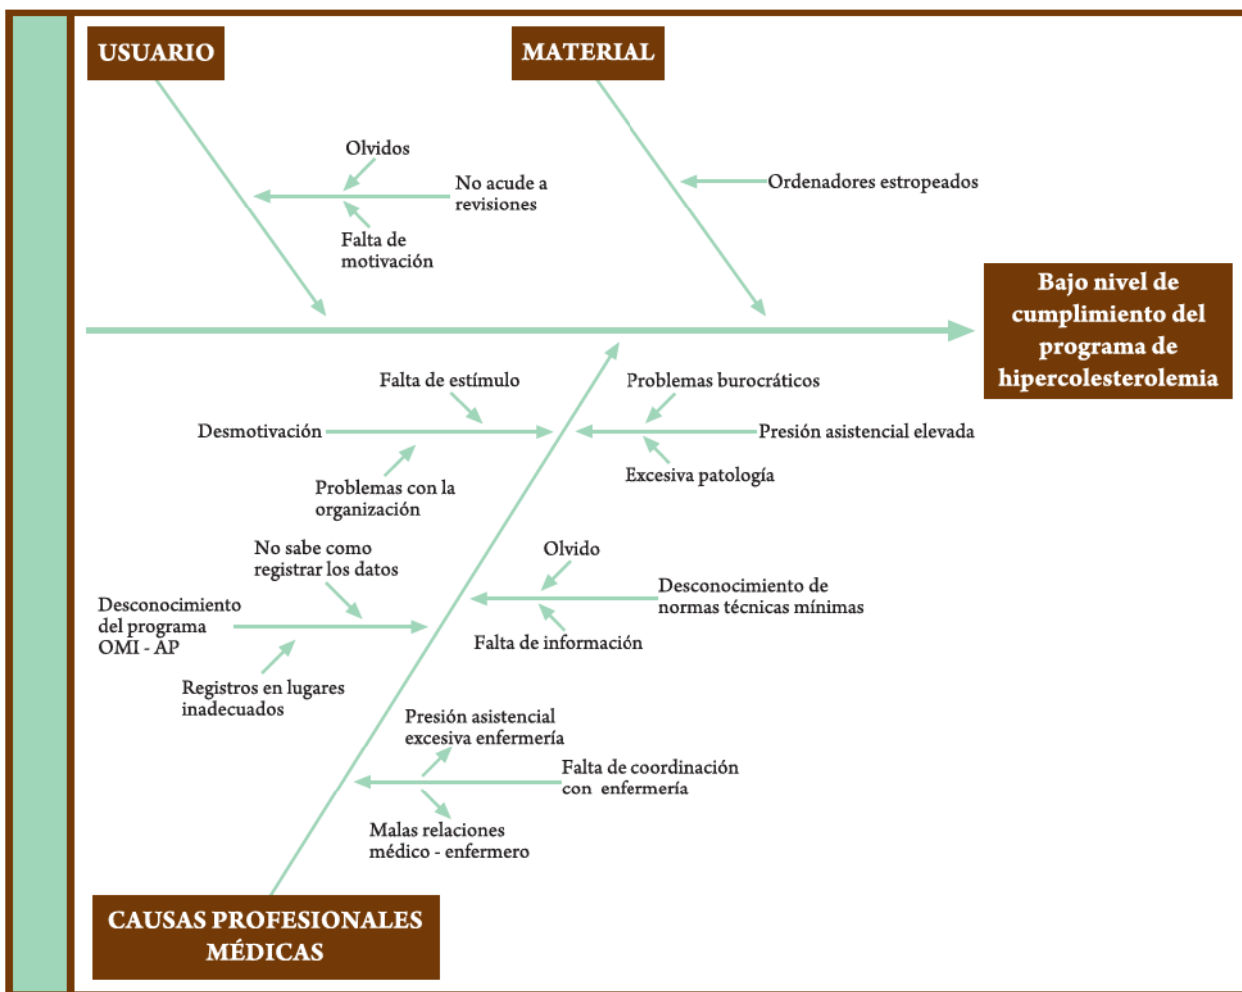 USUARIO
MATERIAL
Olvidos
No acude a
revisiones
Falta de
motivación
Ordenadores estropeados
Bajo nivel de
cumplimiento del
programa de
hipercolesterolemia
Falta de estímulo
Problemas burocráticos
Desmotivación
Presión asistencial elevada
Problemas con la
organización
Excesiva patología
No sabe como
registrar los datos
Olvido
Desconocimiento
del programa
OMI - AP
Desconocimiento de
normas técnicas mínimas
Falta de información
Registros en lugares
inadecuados
Presión asistencial
excesiva enfermería
Falta de coordinación
con enfermería
Malas relaciones
médico - enfermero
CAUSAS PROFESIONALES
MÉDICAS